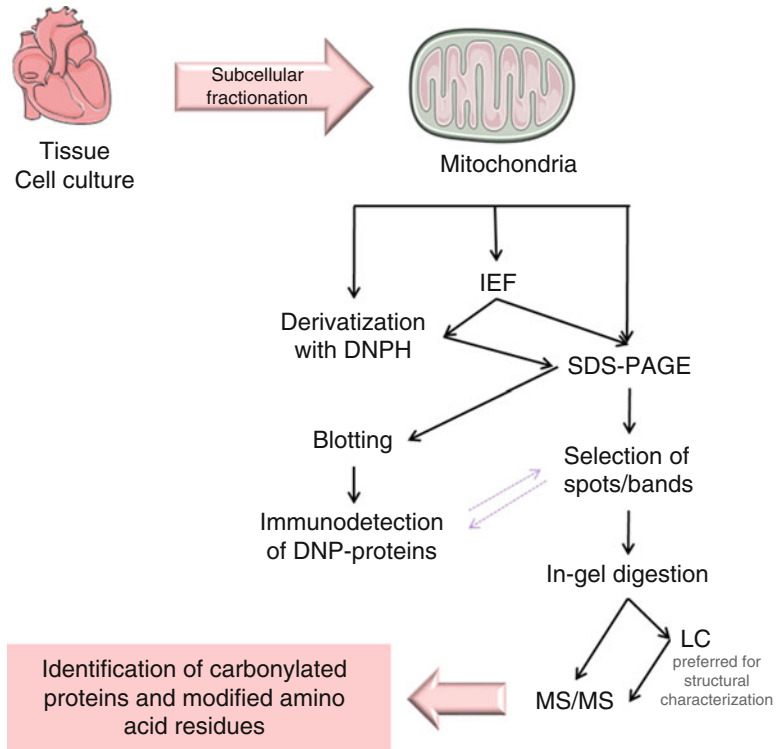 Subcellular
fractionation
Tissue
Cell culture
Mitochondria
IEF
Derivatization
with DNPH
SDS-PAGE
Blotting
Selection of
spots/bands
Immunodetection
of DNP-proteins
In-gel digestion
LC
preferred for
structural
characterization
MS/MS
Identification of carbonylated
proteins and modified amino
acid residues